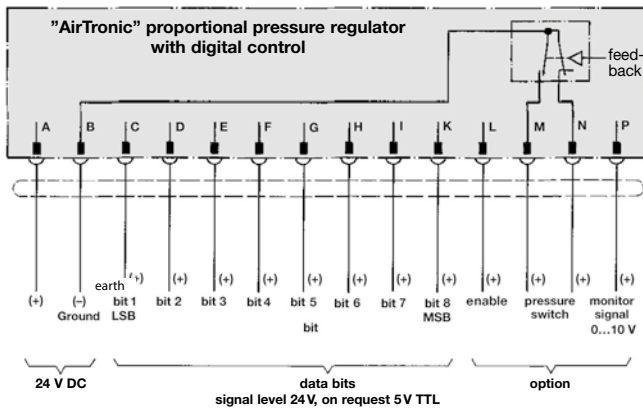 "AirTronic" proportional pressure regulator
with digital control
feed-
back
A B C D E F G H I K L M N P
earth
(+) (–) (+) (+) (+) (+) (+) (+) (+) (+) (+) (+) (+) (+)
Ground bit 1 bit 2 bit 3 bit 4 bit 5 bit 6 bit 7 bit 8 enable pressure monitor
LSB MSB switch signal
bit 0...10 V
24 V DC data bits option
signal level 24V, on request 5V TTL